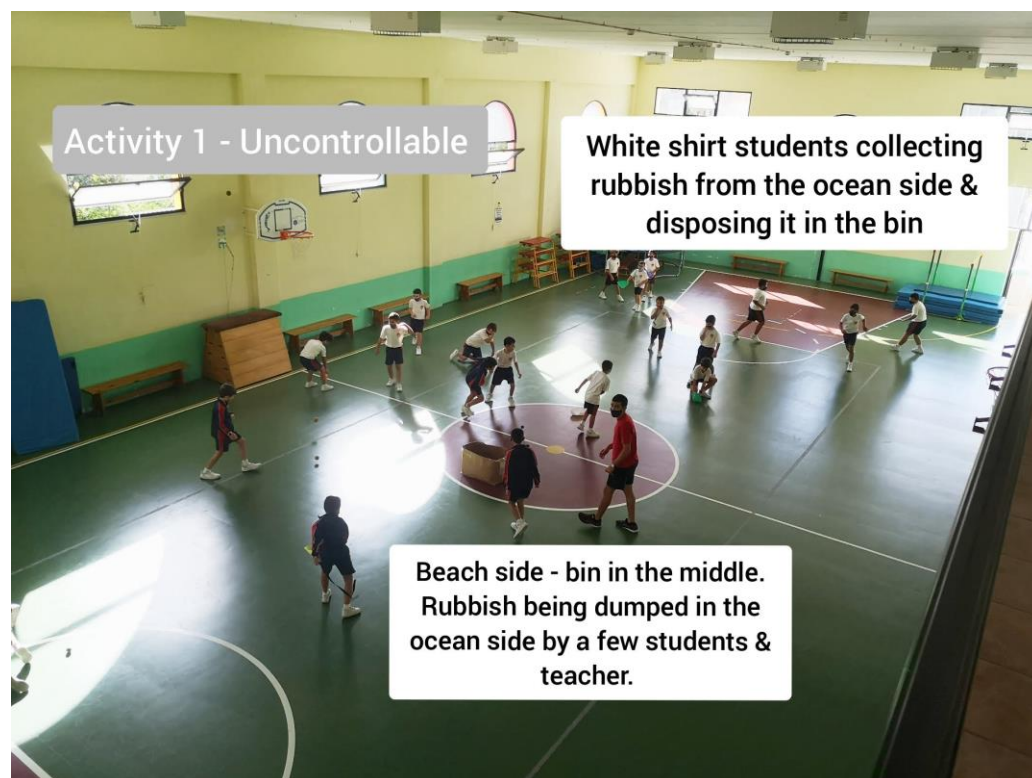 Activity 1 - Uncontrollable
White shirt students collecting
rubbish from the ocean side &
disposing it in the bin
Beach side - bin in the middle.
Rubbish being dumped in the
ocean side by a few students &
teacher.